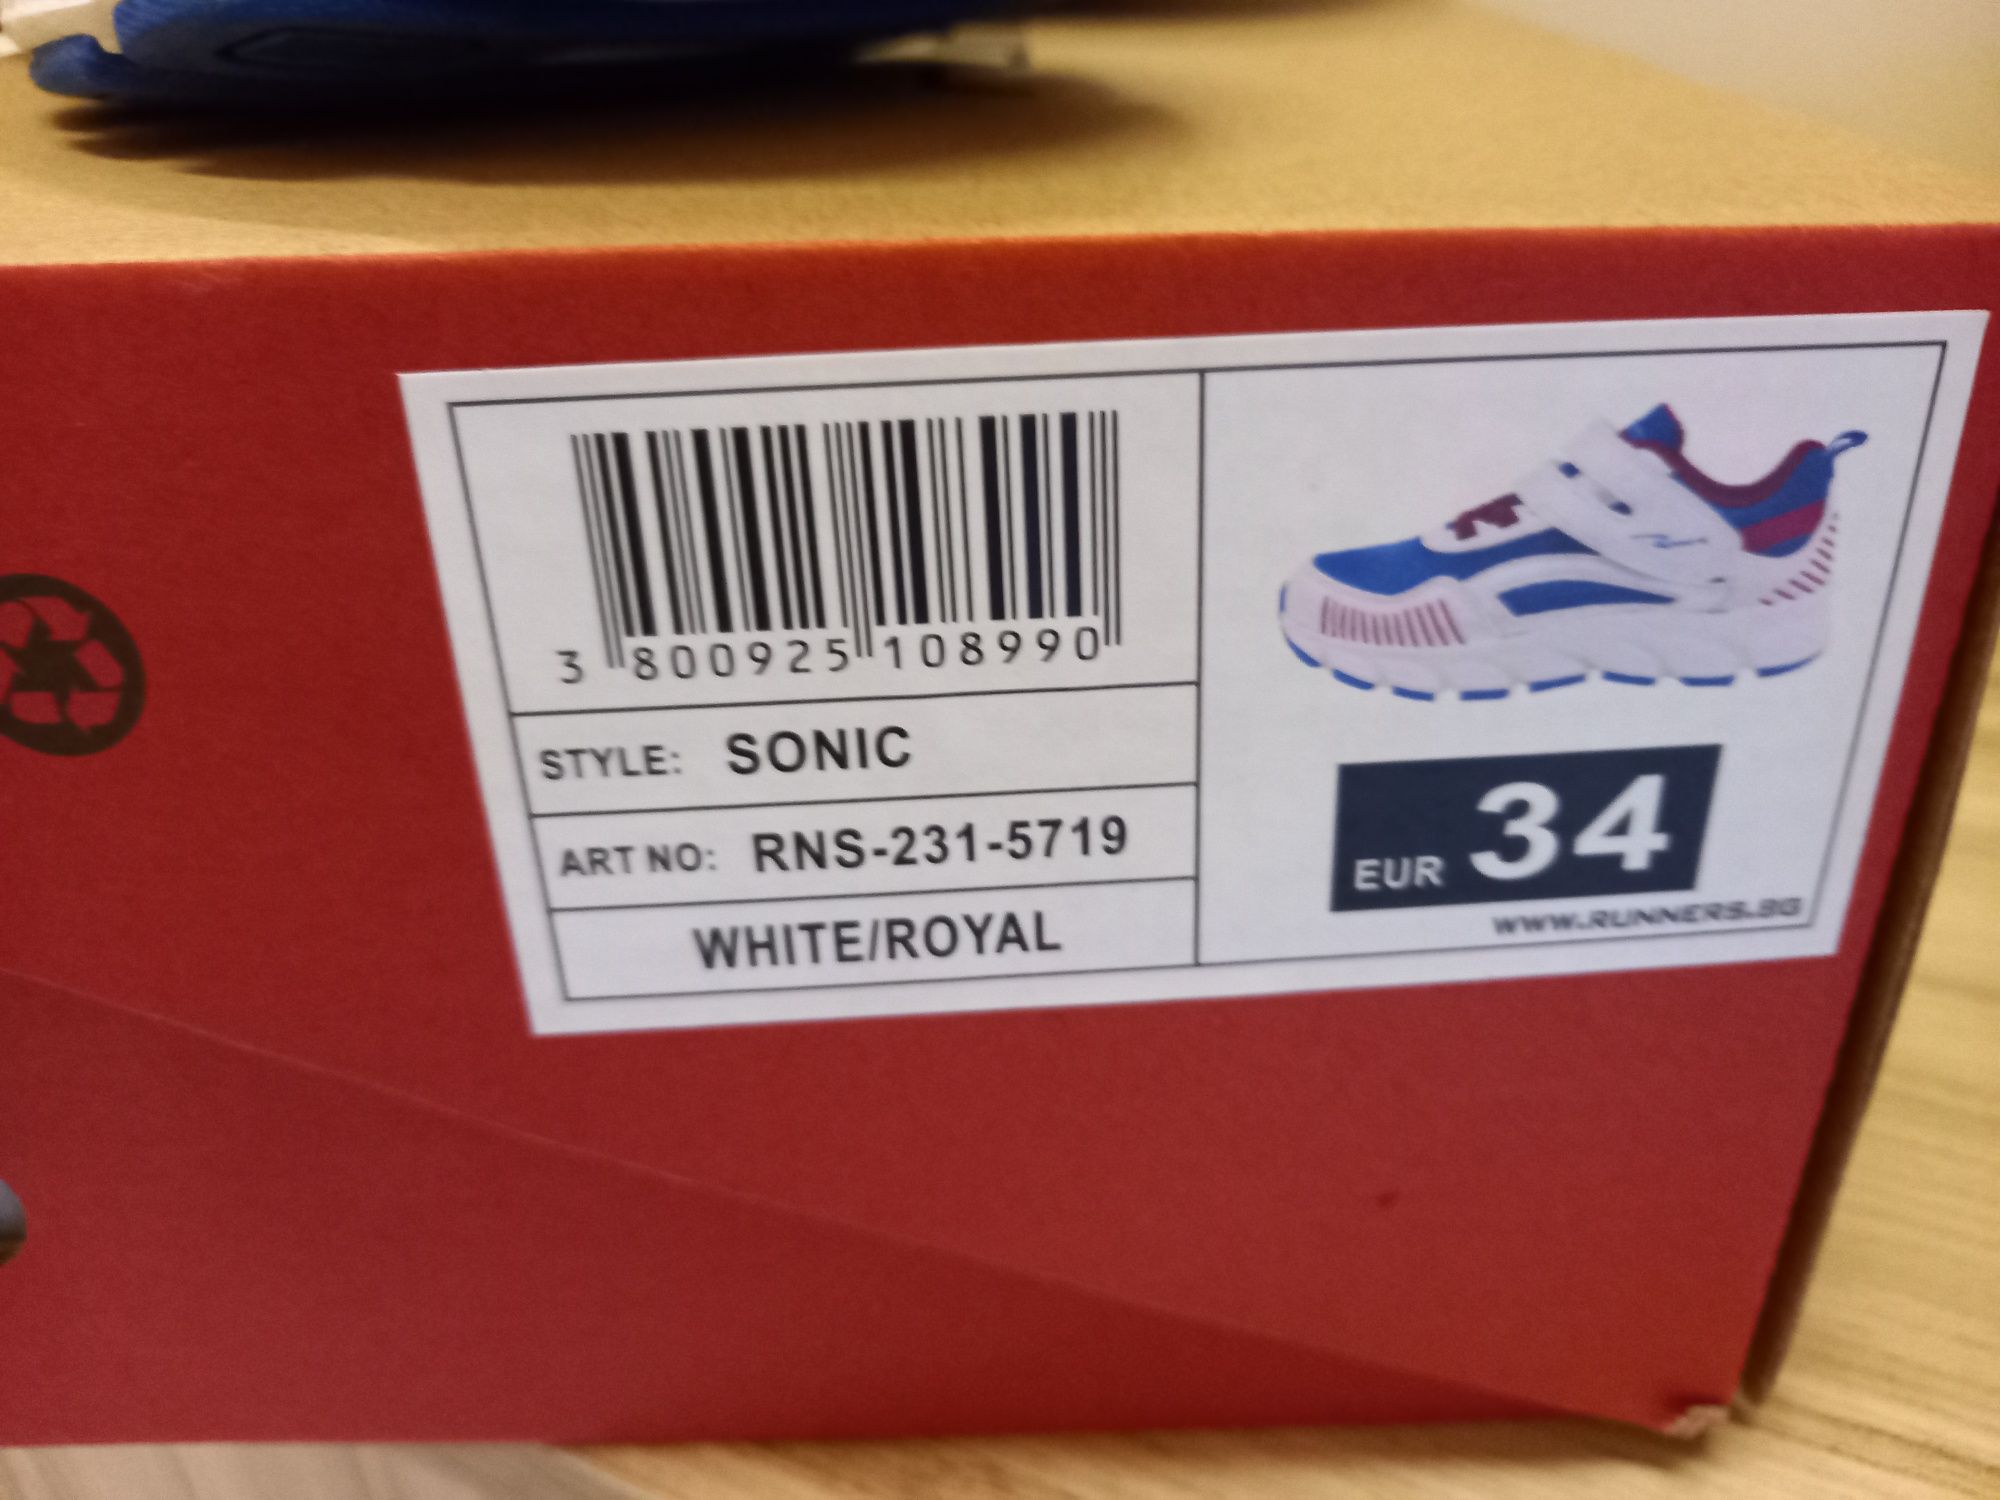 3 800925 108990
STYLE: SONIC
ART NO: RNS-231-5719
WHITE/ROYAL
EUR 34
WWW.RUNNERS.BG